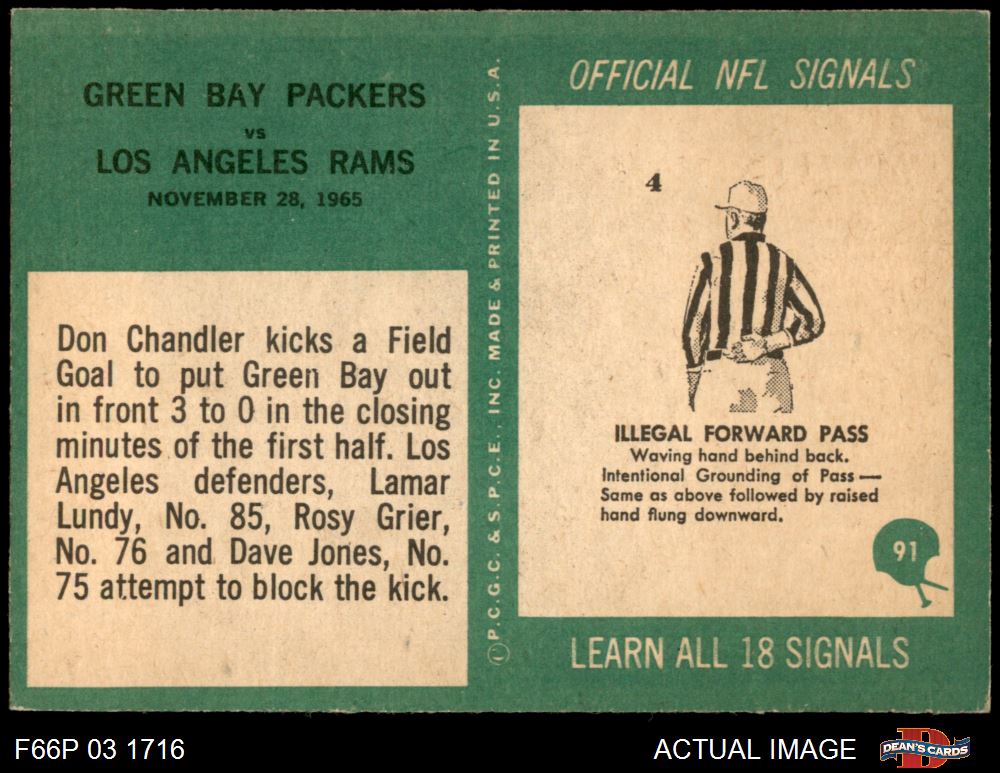 GREEN BAY PACKERS
vs
LOS ANGELES RAMS
NOVEMBER 28, 1965
Don Chandler kicks a Field
Goal to put Green Bay out
in front 3 to 0 in the closing
minutes of the first half. Los
Angeles defenders, Lamar
Lundy, No. 85, Rosy Grier,
No. 76 and Dave Jones, No.
75 attempt to block the kick.
Ⓘ P.C.G.C. & S.P.C.E., INC. MADE & PRINTED IN U.S.A.
OFFICIAL NFL SIGNALS
4
ILLEGAL FORWARD PASS
Waving hand behind back.
Intentional Grounding of Pass —
Same as above followed by raised
hand flung downward.
91
LEARN ALL 18 SIGNALS
F66P 03 1716
ACTUAL IMAGE
D
DEAN'S CARDS